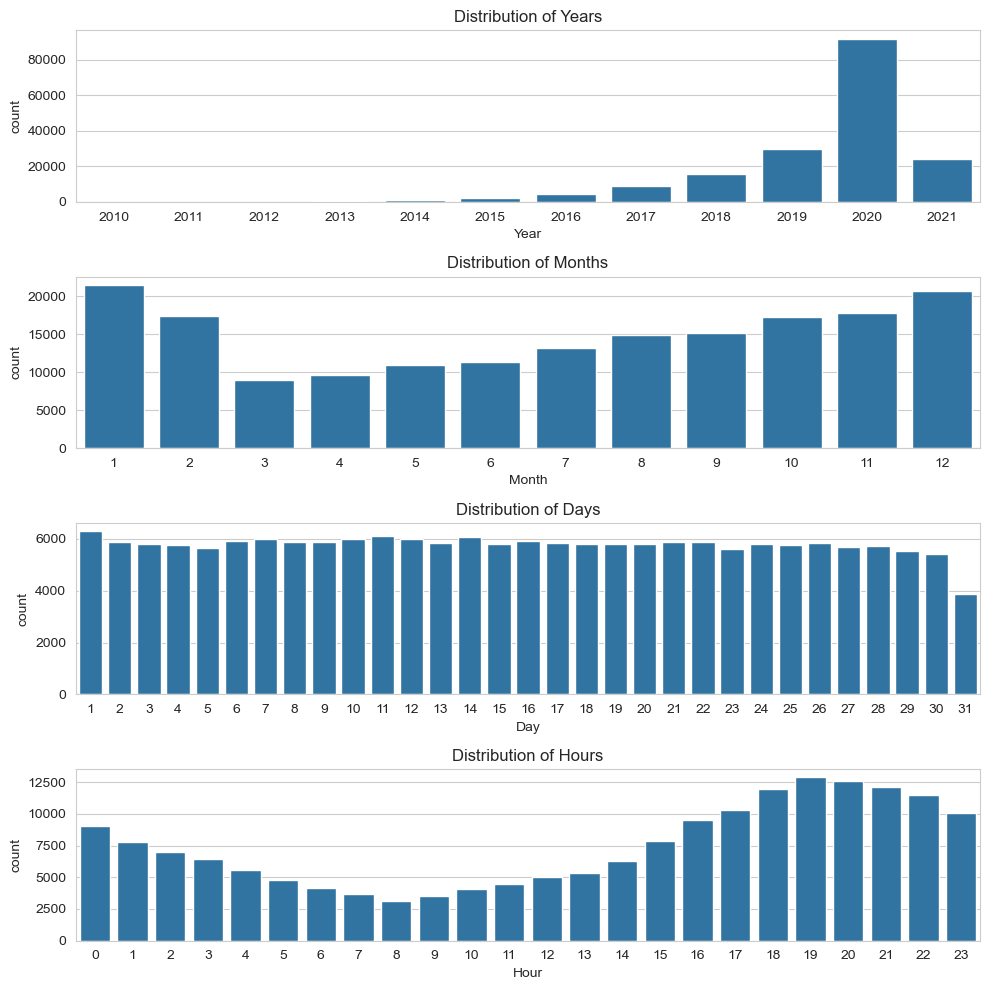 Distribution of Years
80000
60000
40000
20000
0
count
2010 2011 2012 2013 2014 2015 2016 2017 2018 2019 2020 2021
Year
Distribution of Months
20000
15000
10000
5000
0
count
1 2 3 4 5 6 7 8 9 10 11 12
Month
Distribution of Days
6000
4000
2000
0
count
1 2 3 4 5 6 7 8 9 10 11 12 13 14 15 16 17 18 19 20 21 22 23 24 25 26 27 28 29 30 31
Day
Distribution of Hours
12500
10000
7500
5000
2500
0
count
0 1 2 3 4 5 6 7 8 9 10 11 12 13 14 15 16 17 18 19 20 21 22 23
Hour